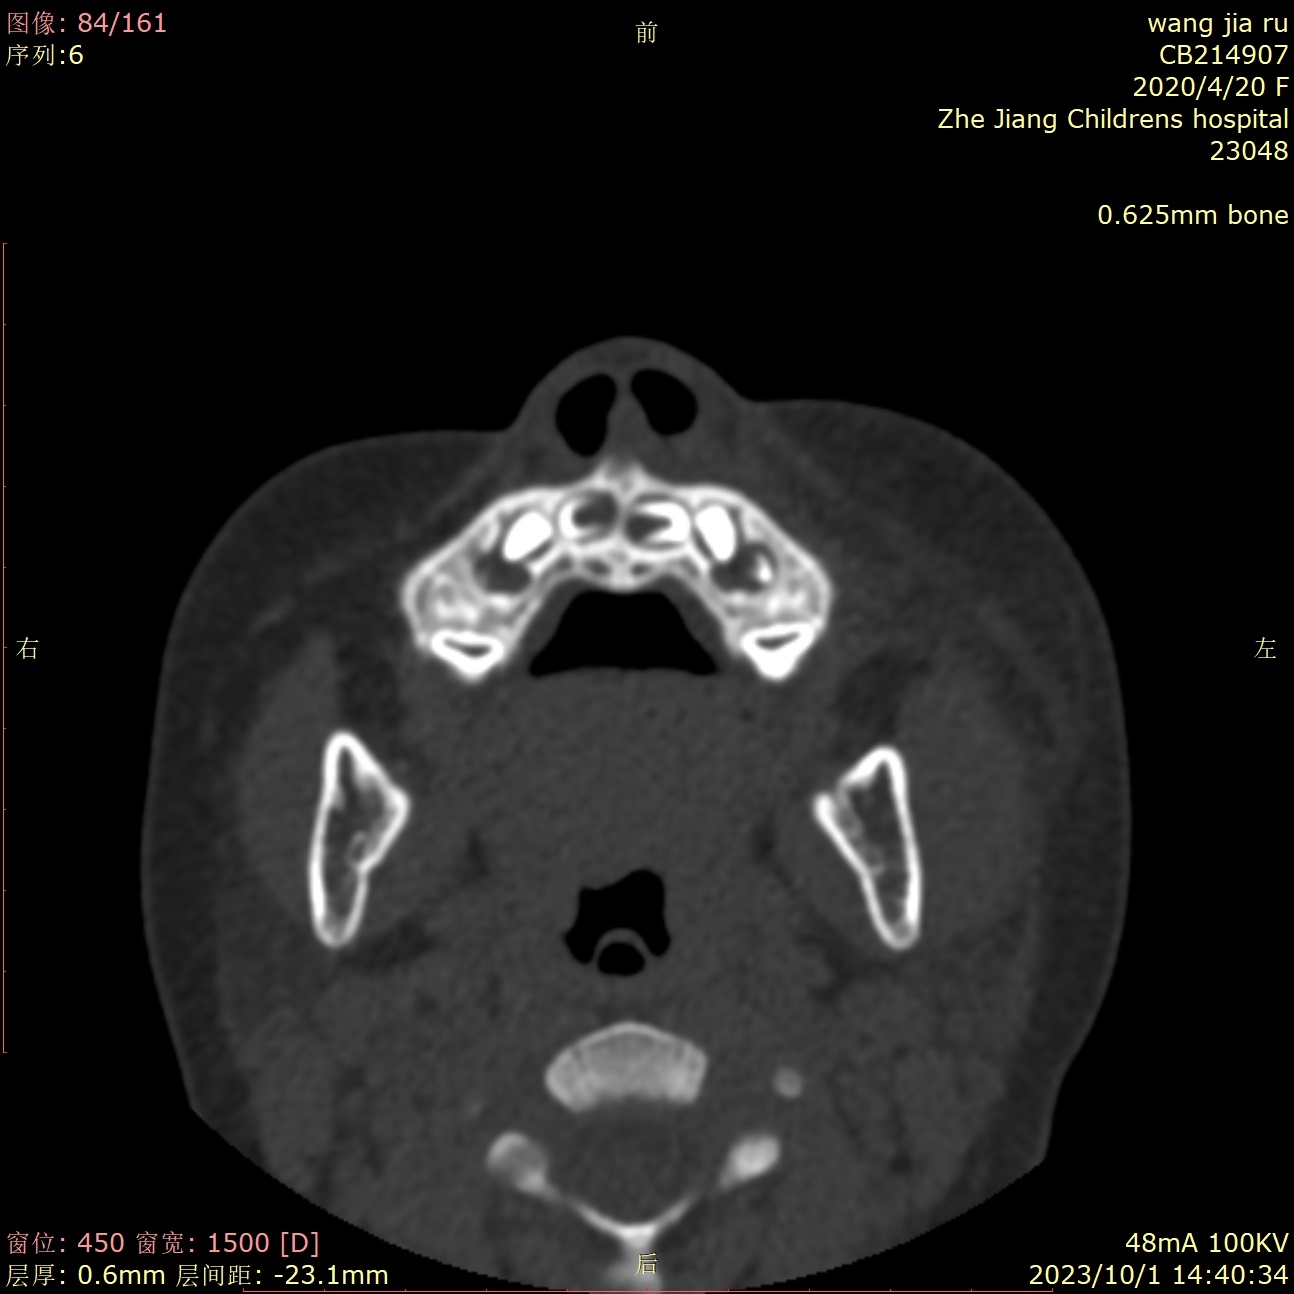 图像: 84/161
序列:6
前
wang jia ru
CB214907
2020/4/20 F
Zhe Jiang Childrens hospital
23048
0.625mm bone
右
左
窗位: 450 窗宽: 1500 [D]
层厚: 0.6mm 层间距: -23.1mm
后
48mA 100KV
2023/10/1 14:40:34